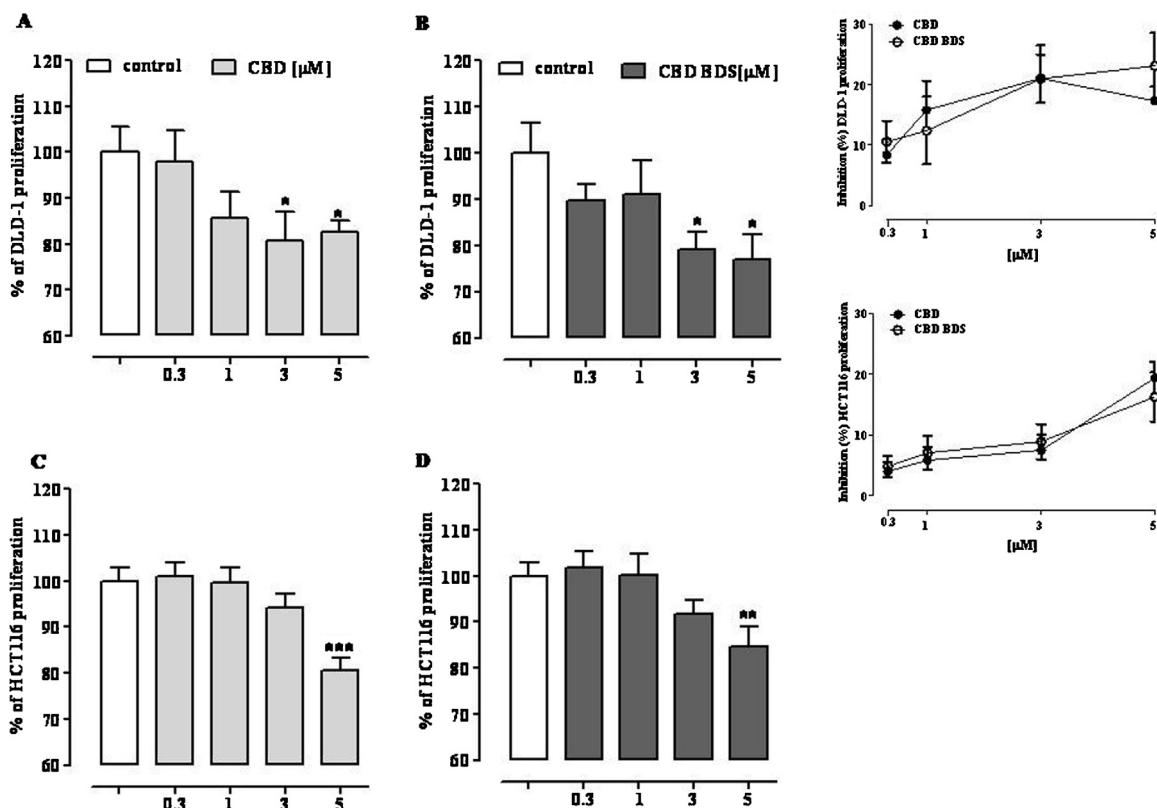 A
control
CBD [µM]
120
110
100
90
80
70
60
% of DLD-1 proliferation
*
*
0.3 1 3 5
B
control
CBD BDS[µM]
120
110
100
90
80
70
60
% of DLD-1 proliferation
*
*
0.3 1 3 5
CBD
CBD BDS
30
20
10
0
Inhibition (%) DLD-1 proliferation
0.3 1 3 5
[µM]
CBD
CBD BDS
30
20
10
0
Inhibition (%) HCT116 proliferation
0.3 1 3 5
[µM]
C
120
110
100
90
80
70
60
% of HCT116 proliferation
***
0.3 1 3 5
D
120
110
100
90
80
70
60
% of HCT116 proliferation
**
0.3 1 3 5